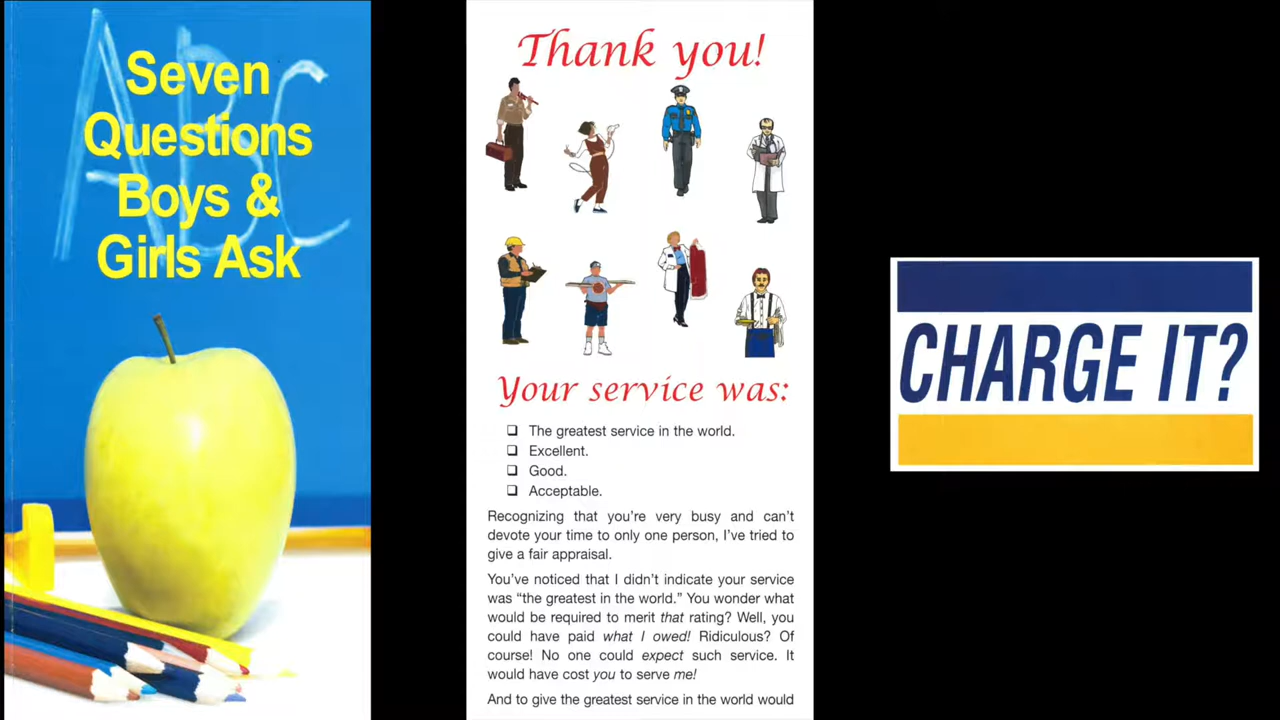 ABC
Seven
Questions
Boys &
Girls Ask
Thank you!
Your service was:
❑ The greatest service in the world.
❑ Excellent.
❑ Good.
❑ Acceptable.
Recognizing that you're very busy and can't
devote your time to only one person, I've tried to
give a fair appraisal.
You've noticed that I didn't indicate your service
was “the greatest in the world.” You wonder what
would be required to merit that rating? Well, you
could have paid what I owed! Ridiculous? Of
course! No one could expect such service. It
would have cost you to serve me!
And to give the greatest service in the world would
CHARGE IT?